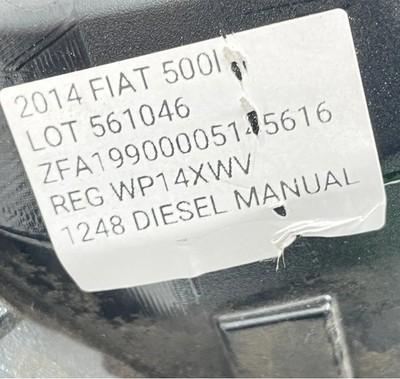 2014 FIAT 500L
LOT 561046
ZFA19900005145616
REG WP14XWV
1248 DIESEL MANUAL